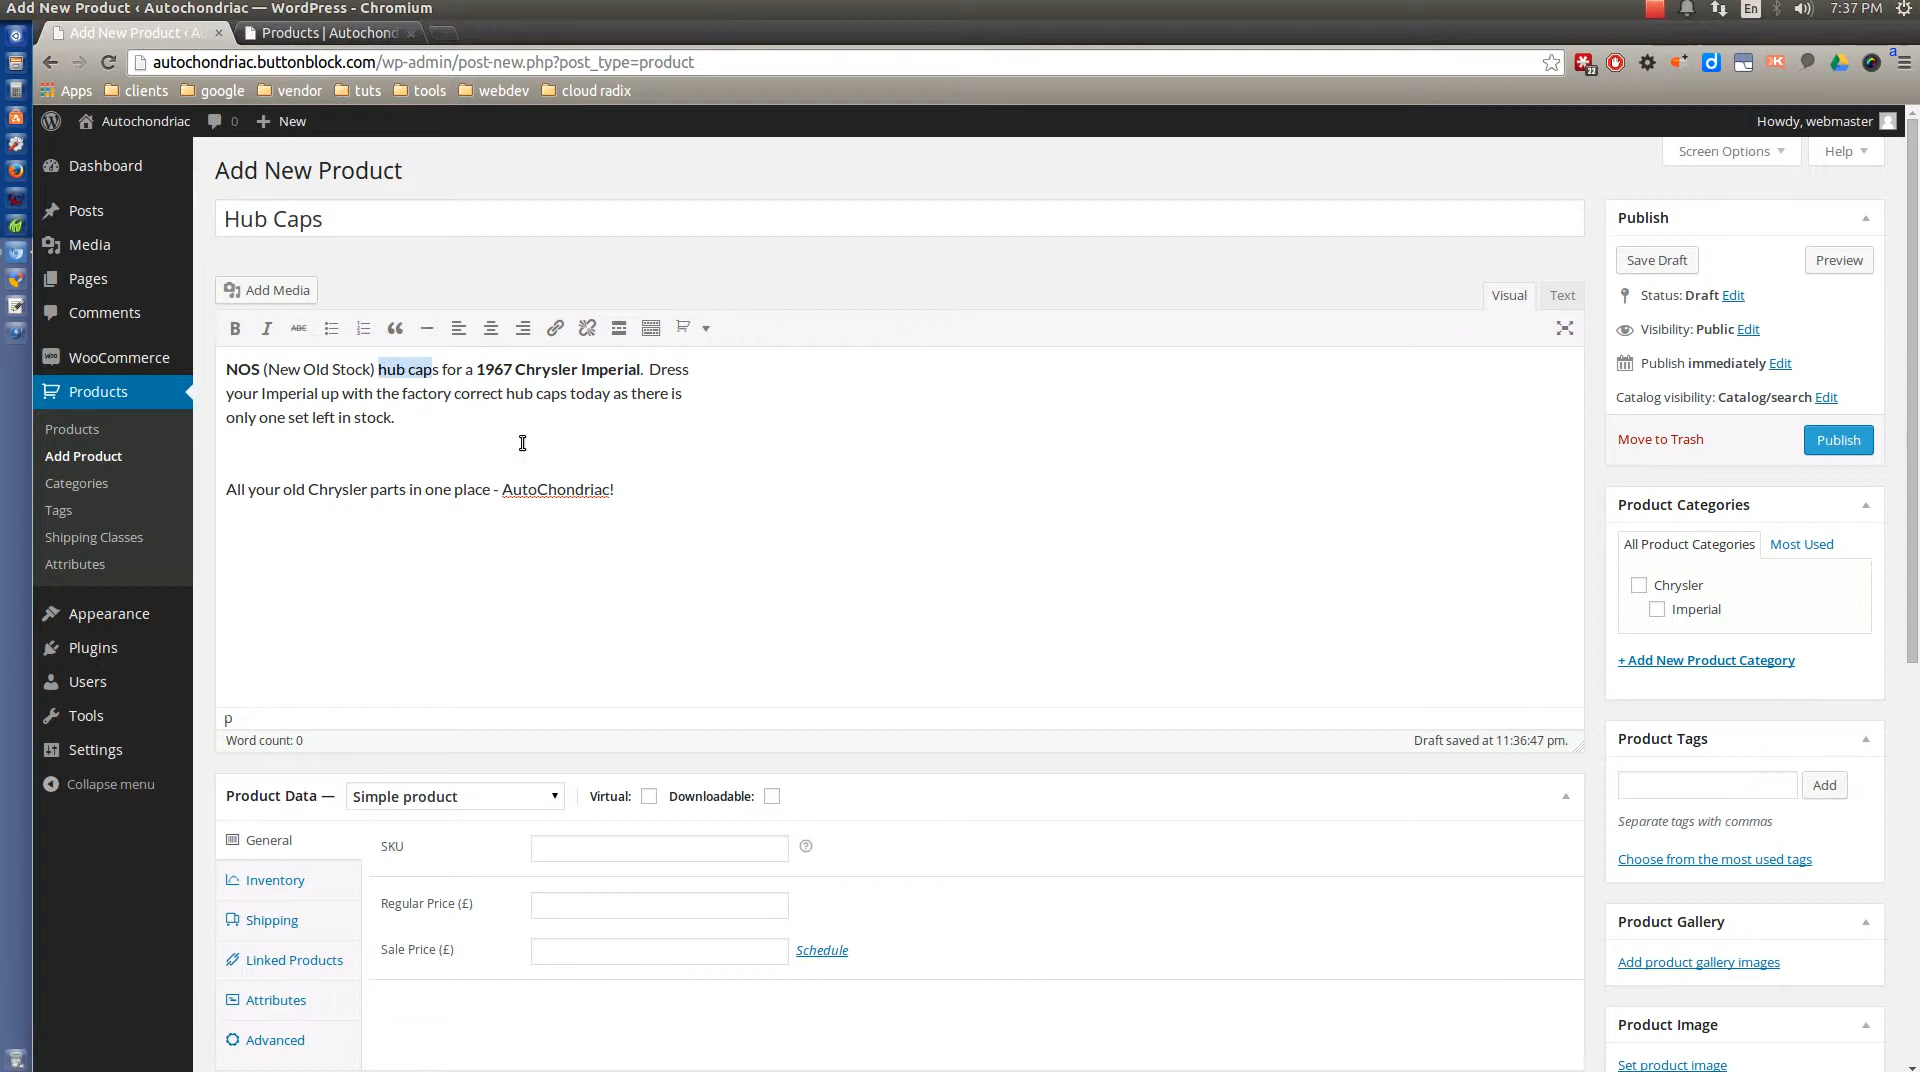 Add New Product ‹ Autochondriac — WordPress - Chromium
En
7:37 PM
Add New Product ‹ Au
Products | Autochond
autochondriac.buttonblock.com/wp-admin/post-new.php?post_type=product
22
Apps
clients
google
vendor
tuts
tools
webdev
cloud radix
Autochondriac
0
New
Howdy, webmaster
Screen Options
Help
Dashboard
Posts
Media
Pages
Comments
WooCommerce
Products
Products
Add Product
Categories
Tags
Shipping Classes
Attributes
Appearance
Plugins
Users
Tools
Settings
Collapse menu
Add New Product
Hub Caps
Add Media
Visual
Text
B I ABC
NOS (New Old Stock) hub caps for a 1967 Chrysler Imperial. Dress
your Imperial up with the factory correct hub caps today as there is
only one set left in stock.
All your old Chrysler parts in one place - AutoChondriac!
p
Word count: 0
Draft saved at 11:36:47 pm.
Product Data —
Simple product
Virtual:
Downloadable:
General
Inventory
Shipping
Linked Products
Attributes
Advanced
SKU
Regular Price (£)
Sale Price (£)
Schedule
Publish
Save Draft
Preview
Status: Draft Edit
Visibility: Public Edit
Publish immediately Edit
Catalog visibility: Catalog/search Edit
Move to Trash
Publish
Product Categories
All Product Categories
Most Used
Chrysler
Imperial
+ Add New Product Category
Product Tags
Add
Separate tags with commas
Choose from the most used tags
Product Gallery
Add product gallery images
Product Image
Set product image